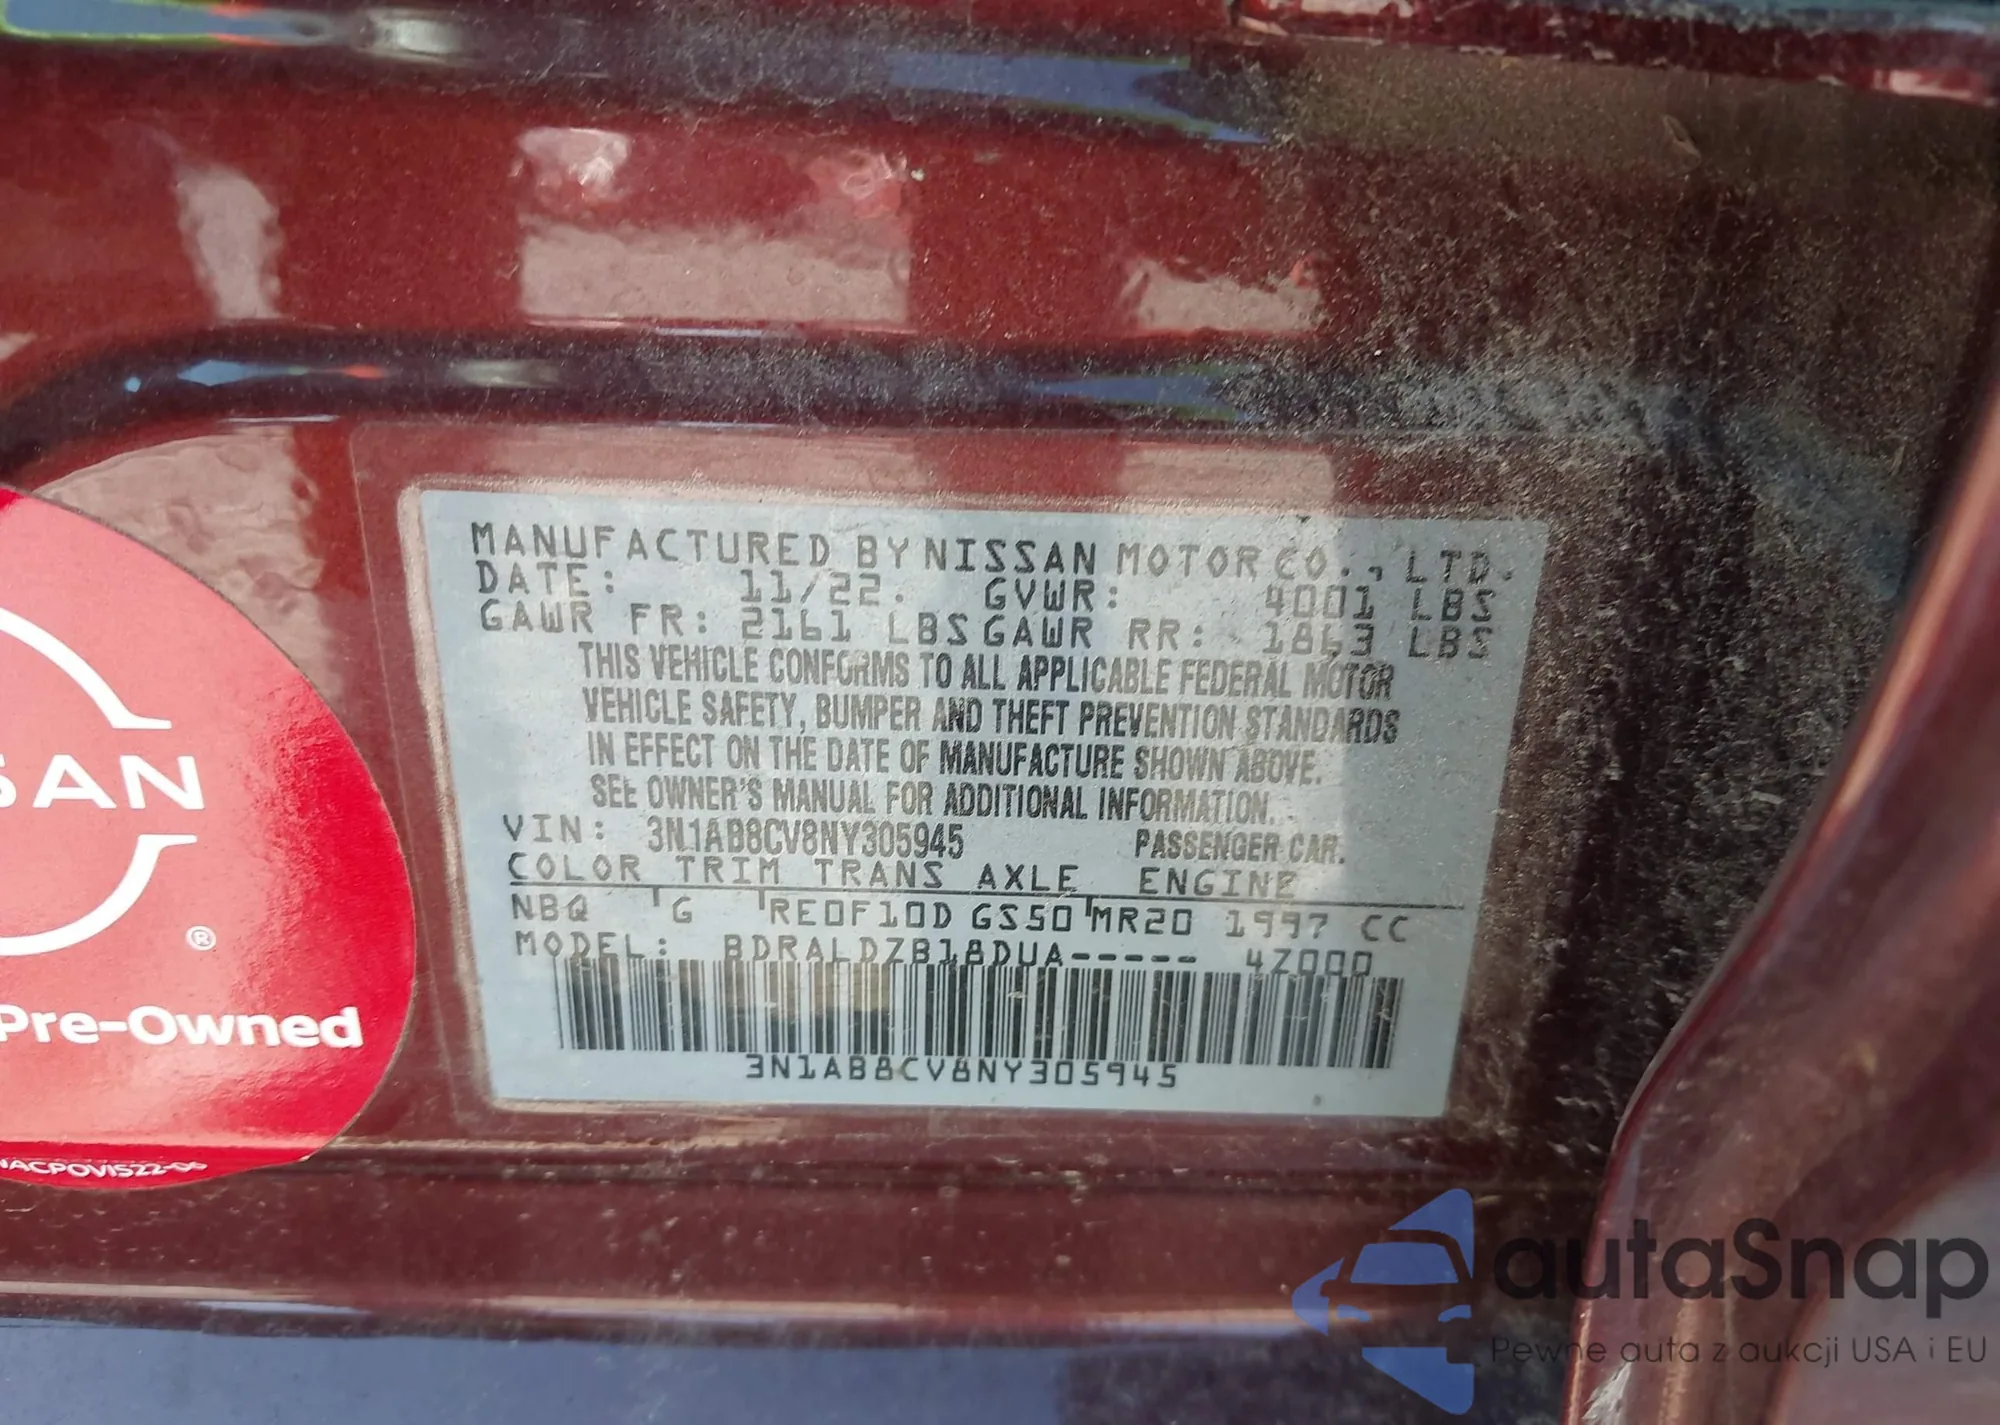 MANUFACTURED BY NISSAN MOTOR CO., LTD.
DATE: 11/22. GVWR: 4001 LBS
GAWR FR: 2161 LBS GAWR RR: 1863 LBS
THIS VEHICLE CONFORMS TO ALL APPLICABLE FEDERAL MOTOR
VEHICLE SAFETY, BUMPER AND THEFT PREVENTION STANDARDS
IN EFFECT ON THE DATE OF MANUFACTURE SHOWN ABOVE.
SEE OWNER'S MANUAL FOR ADDITIONAL INFORMATION.
VIN: 3N1AB8CV8NY305945 PASSENGER CAR.
COLOR TRIM TRANS AXLE ENGINE
NBQ G RE0F10D GS50 MR20 1997 CC
MODEL: BDRALDZB18DUA----- 4Z000
3N1AB8CV8NY305945
SSAN
®
Pre-Owned
NACPOVIS22-06
autaSnap
Pewne auta z aukcji USA i EU